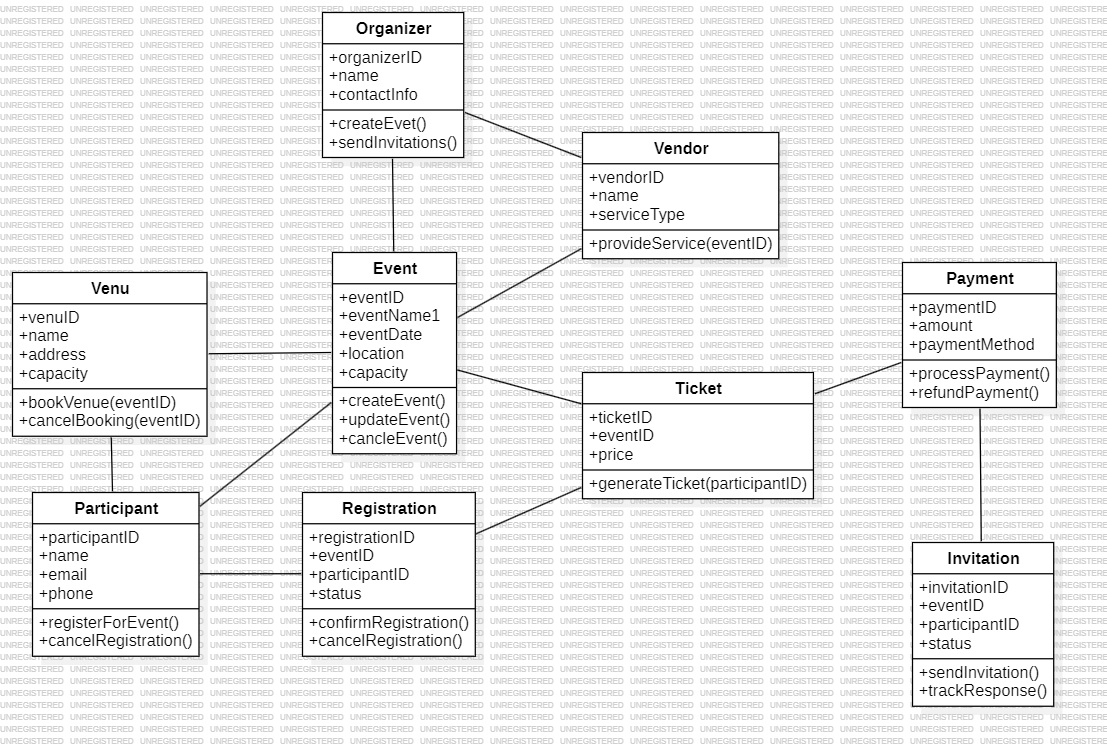 Organizer
+organizerID
+name
+contactInfo
+createEvet()
+sendInvitations()
Vendor
+vendorID
+name
+serviceType
+provideService(eventID)
Event
+eventID
+eventName1
+eventDate
+location
+capacity
+createEvent()
+updateEvent()
+cancleEvent()
Venu
+venuID
+name
+address
+capacity
+bookVenue(eventID)
+cancelBooking(eventID)
Payment
+paymentID
+amount
+paymentMethod
+processPayment()
+refundPayment()
Ticket
+ticketID
+eventID
+price
+generateTicket(participantID)
Participant
+participantID
+name
+email
+phone
+registerForEvent()
+cancelRegistration()
Registration
+registrationID
+eventID
+participantID
+status
+confirmRegistration()
+cancelRegistration()
Invitation
+invitationID
+eventID
+participantID
+status
+sendInvitation()
+trackResponse()
UNREGISTERED